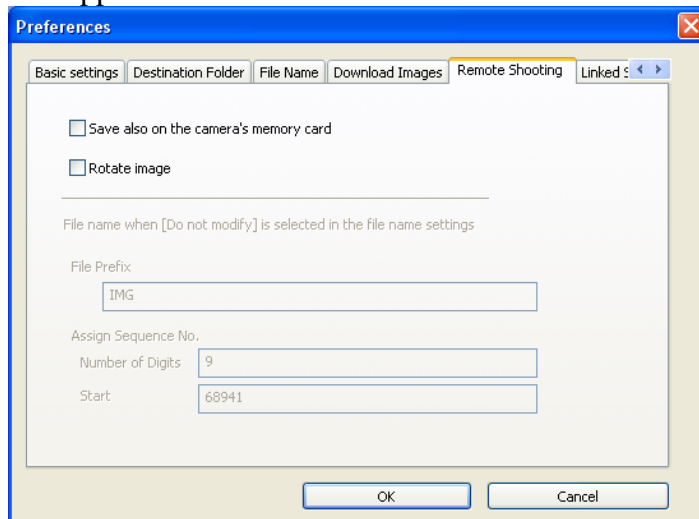 Preferences
Basic settings Destination Folder File Name Download Images Remote Shooting Linked
Save also on the camera's memory card
Rotate image
File name when [Do not modify] is selected in the file name settings
File Prefix
IMG
Assign Sequence No.
Number of Digits 9
Start 68941
OK Cancel